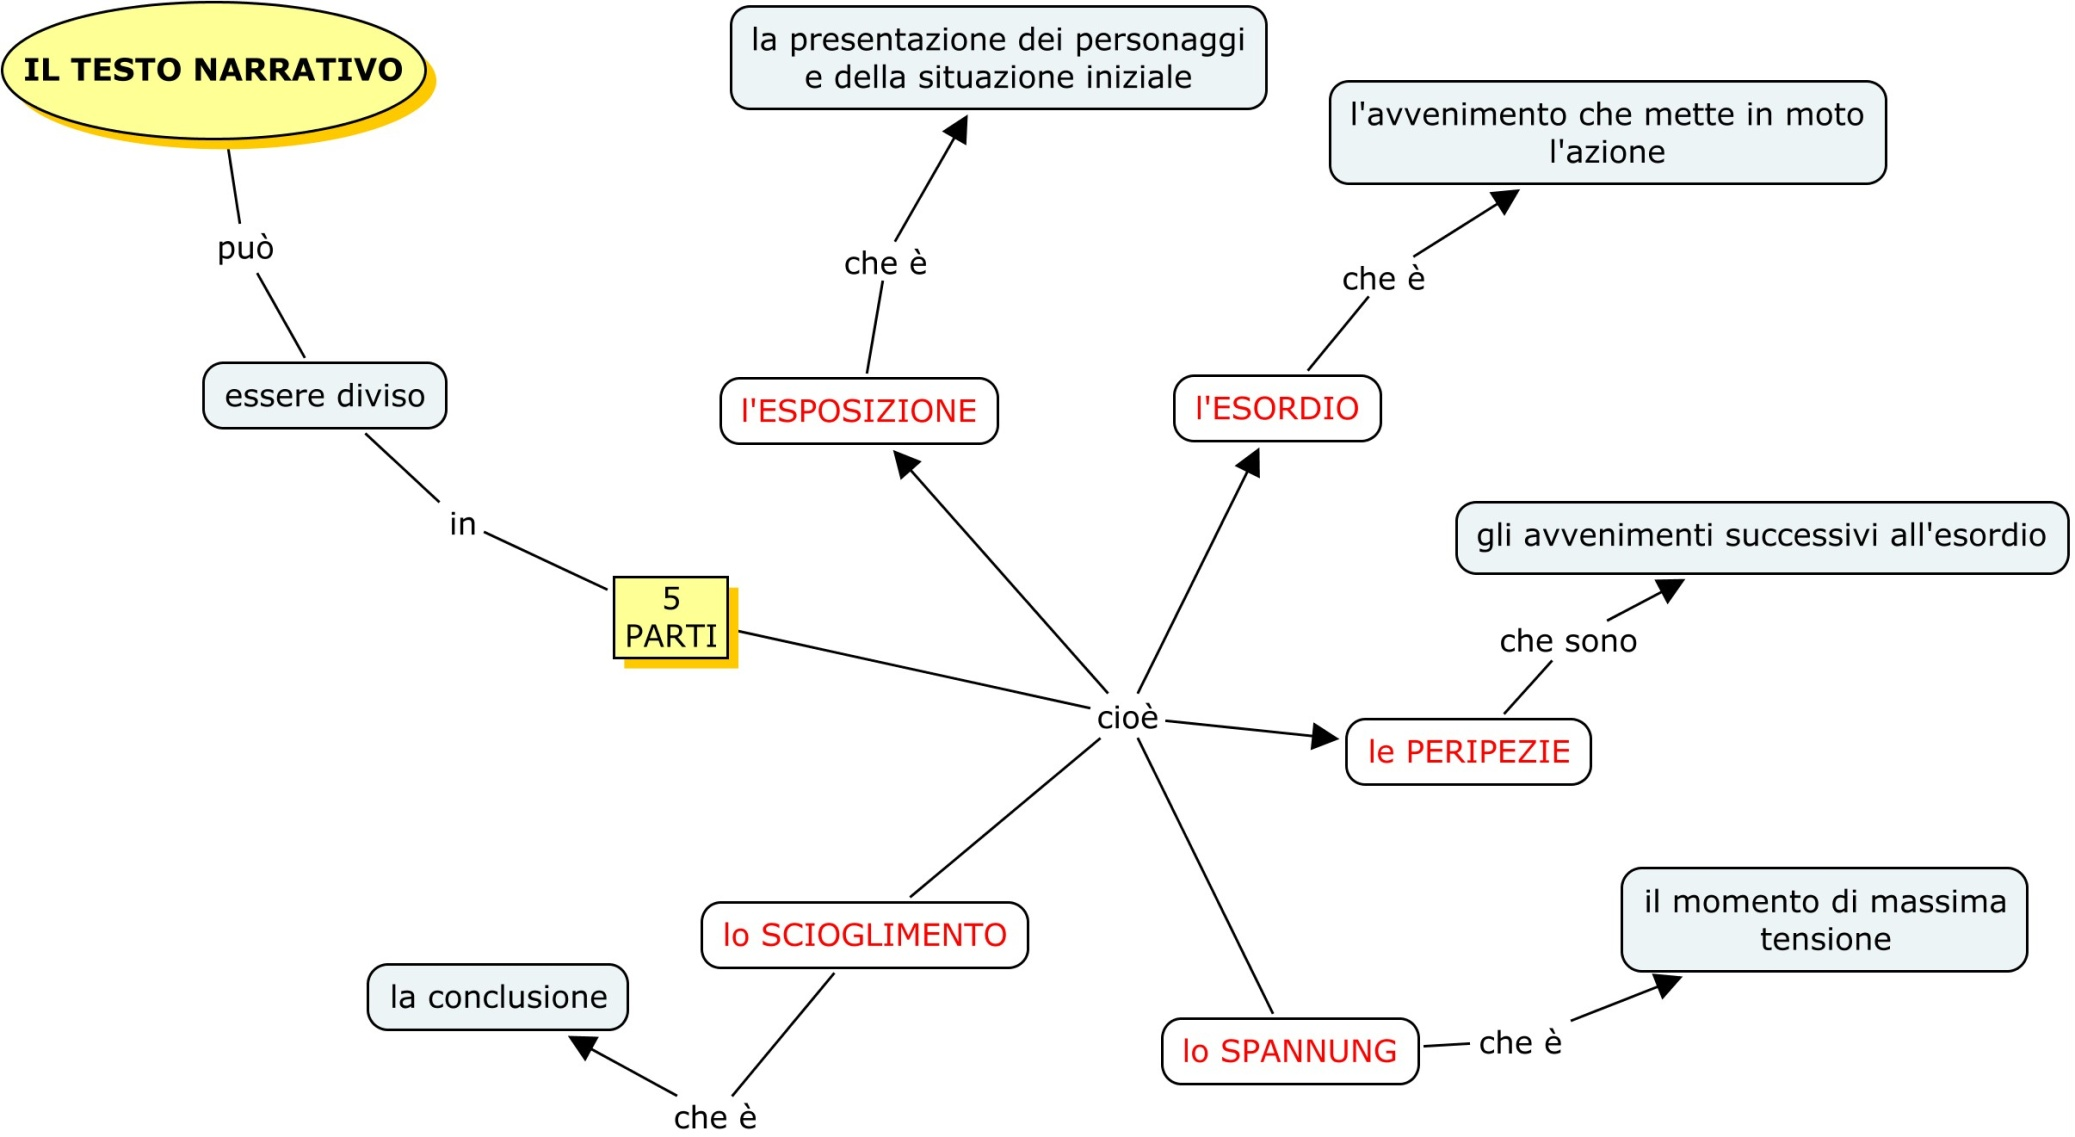 IL TESTO NARRATIVO
può
essere diviso
in
5
PARTI
cioè
l'ESPOSIZIONE
che è
la presentazione dei personaggi
e della situazione iniziale
l'ESORDIO
che è
l'avvenimento che mette in moto
l'azione
le PERIPEZIE
che sono
gli avvenimenti successivi all'esordio
lo SPANNUNG
che è
il momento di massima
tensione
lo SCIOGLIMENTO
che è
la conclusione